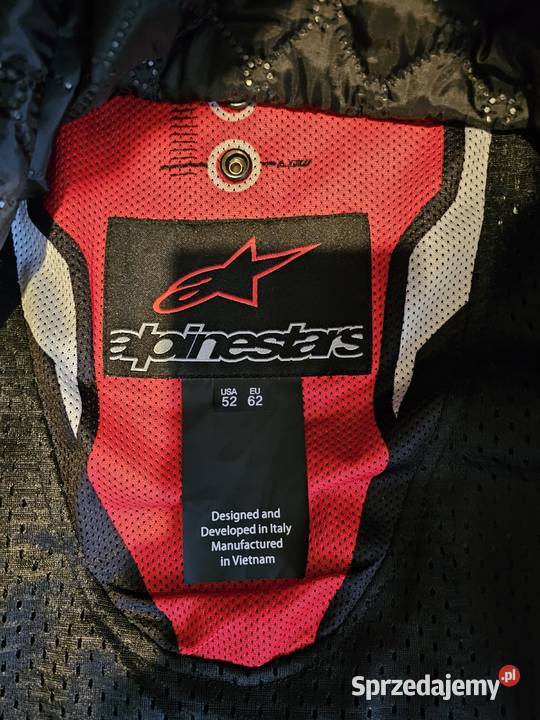 alpinestars
USA EU
52 62
Designed and
Developed in Italy
Manufactured
in Vietnam
Sprzedajemy.pl